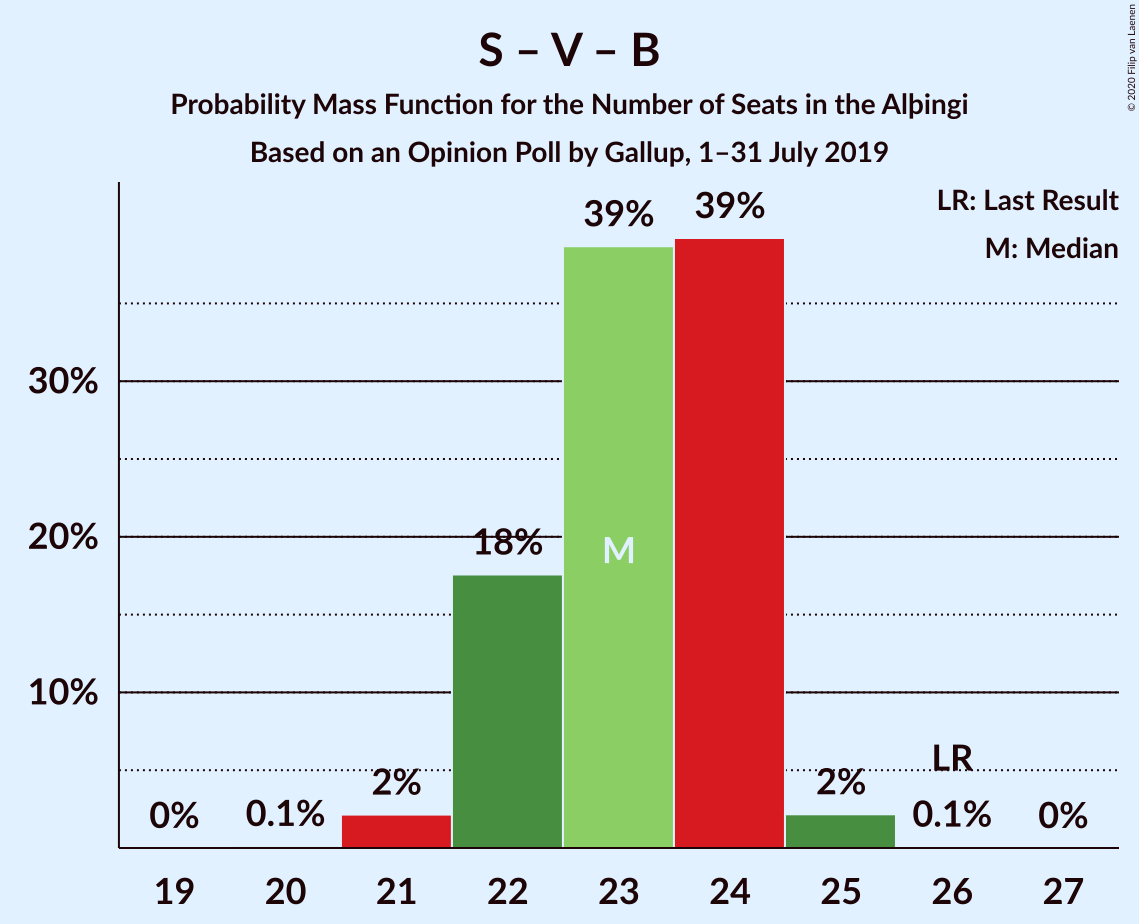 S – V – B
Probability Mass Function for the Number of Seats in the Alþingi
Based on an Opinion Poll by Gallup, 1–31 July 2019
© 2020 Filip van Laenen
LR: Last Result
M: Median
39%
39%
30%
20%
18%
M
10%
LR
2%
2%
0%
0.1%
0.1%
0%
19
20
21
22
23
24
25
26
27